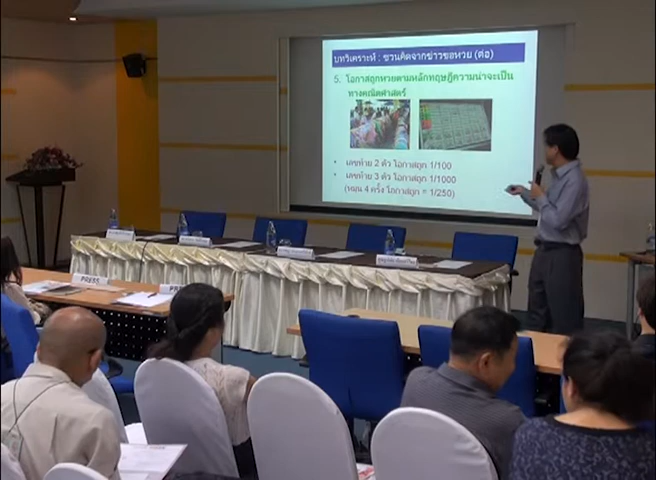 บทวิเคราะห์ : ชวนคิดจากข่าวขอหวย (ต่อ)
5. โอกาสถูกหวยตามหลักทฤษฎีความน่าจะเป็น
ทางคณิตศาสตร์
• เลขท้าย 2 ตัว โอกาสถูก 1/100
• เลขท้าย 3 ตัว โอกาสถูก 1/1000
(หมุน 4 ครั้ง โอกาสถูก = 1/250)
PRESS